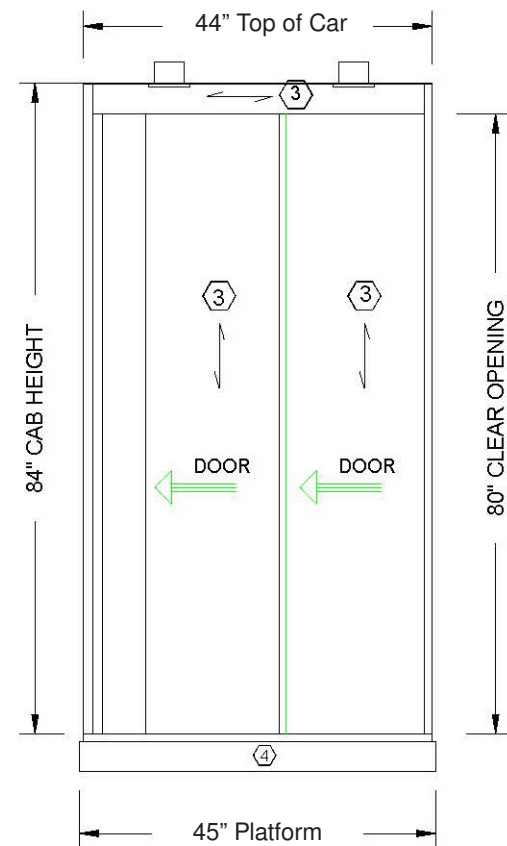 44” Top of Car
3
84" CAB HEIGHT
3
3
80" CLEAR OPENING
DOOR
DOOR
4
45” Platform